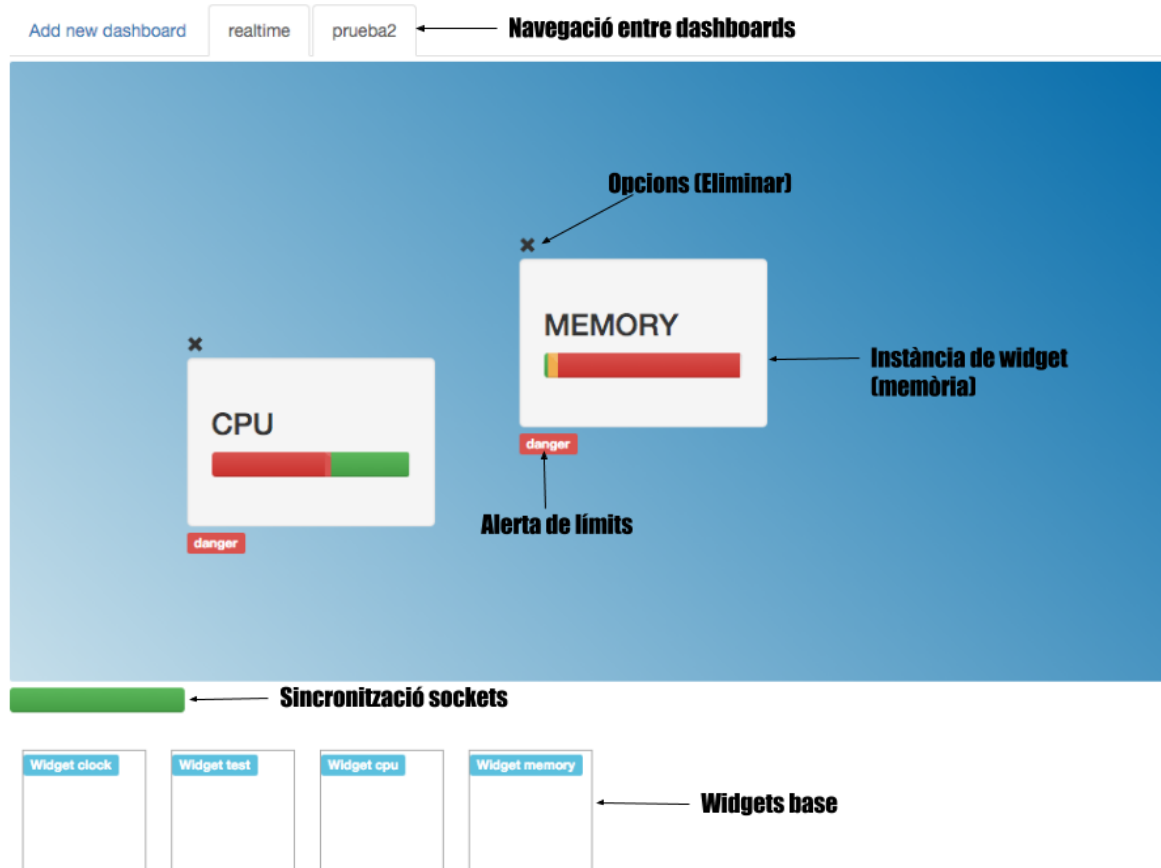 Add new dashboard realtime prueba2 Navegació entre dashboards
Opcions (Eliminar)
MEMORY
Instància de widget
(memòria)
CPU
danger
Alerta de límits
danger
Sincronització sockets
Widget clock Widget test Widget cpu Widget memory
Widgets base